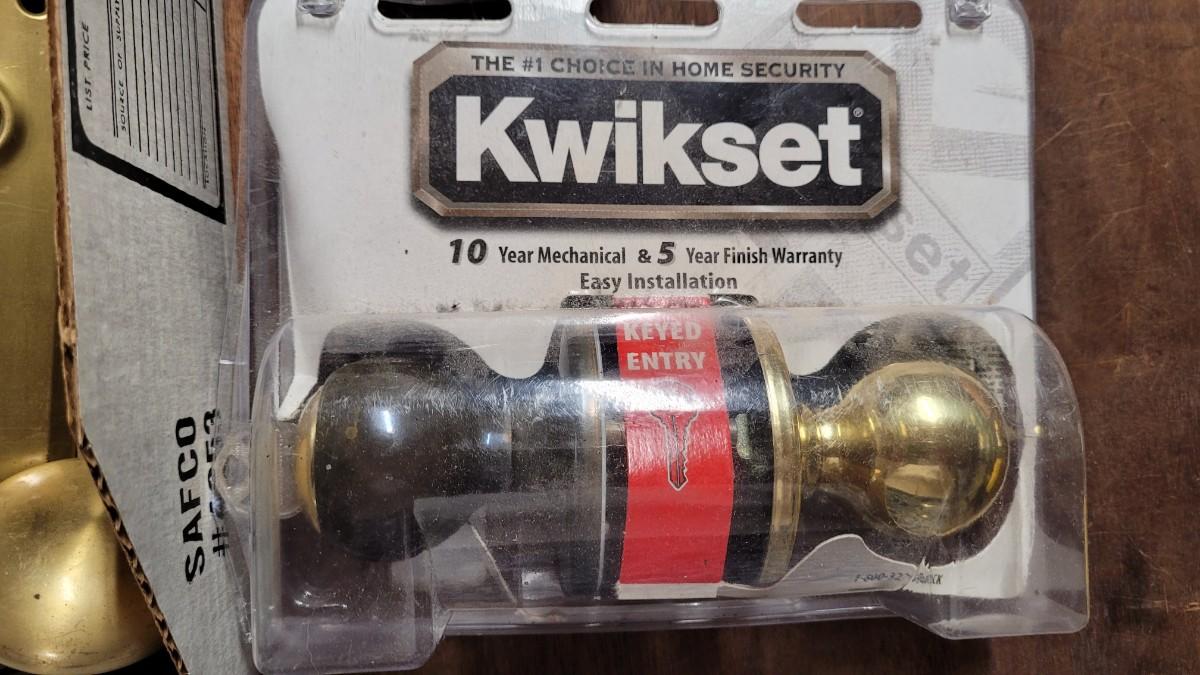 LIST PRICE
THE #1 CHOICE IN HOME SECURITY
Kwikset®
10 Year Mechanical & 5 Year Finish Warranty
Easy Installation
set
KEYED
ENTRY
SAFCO
#